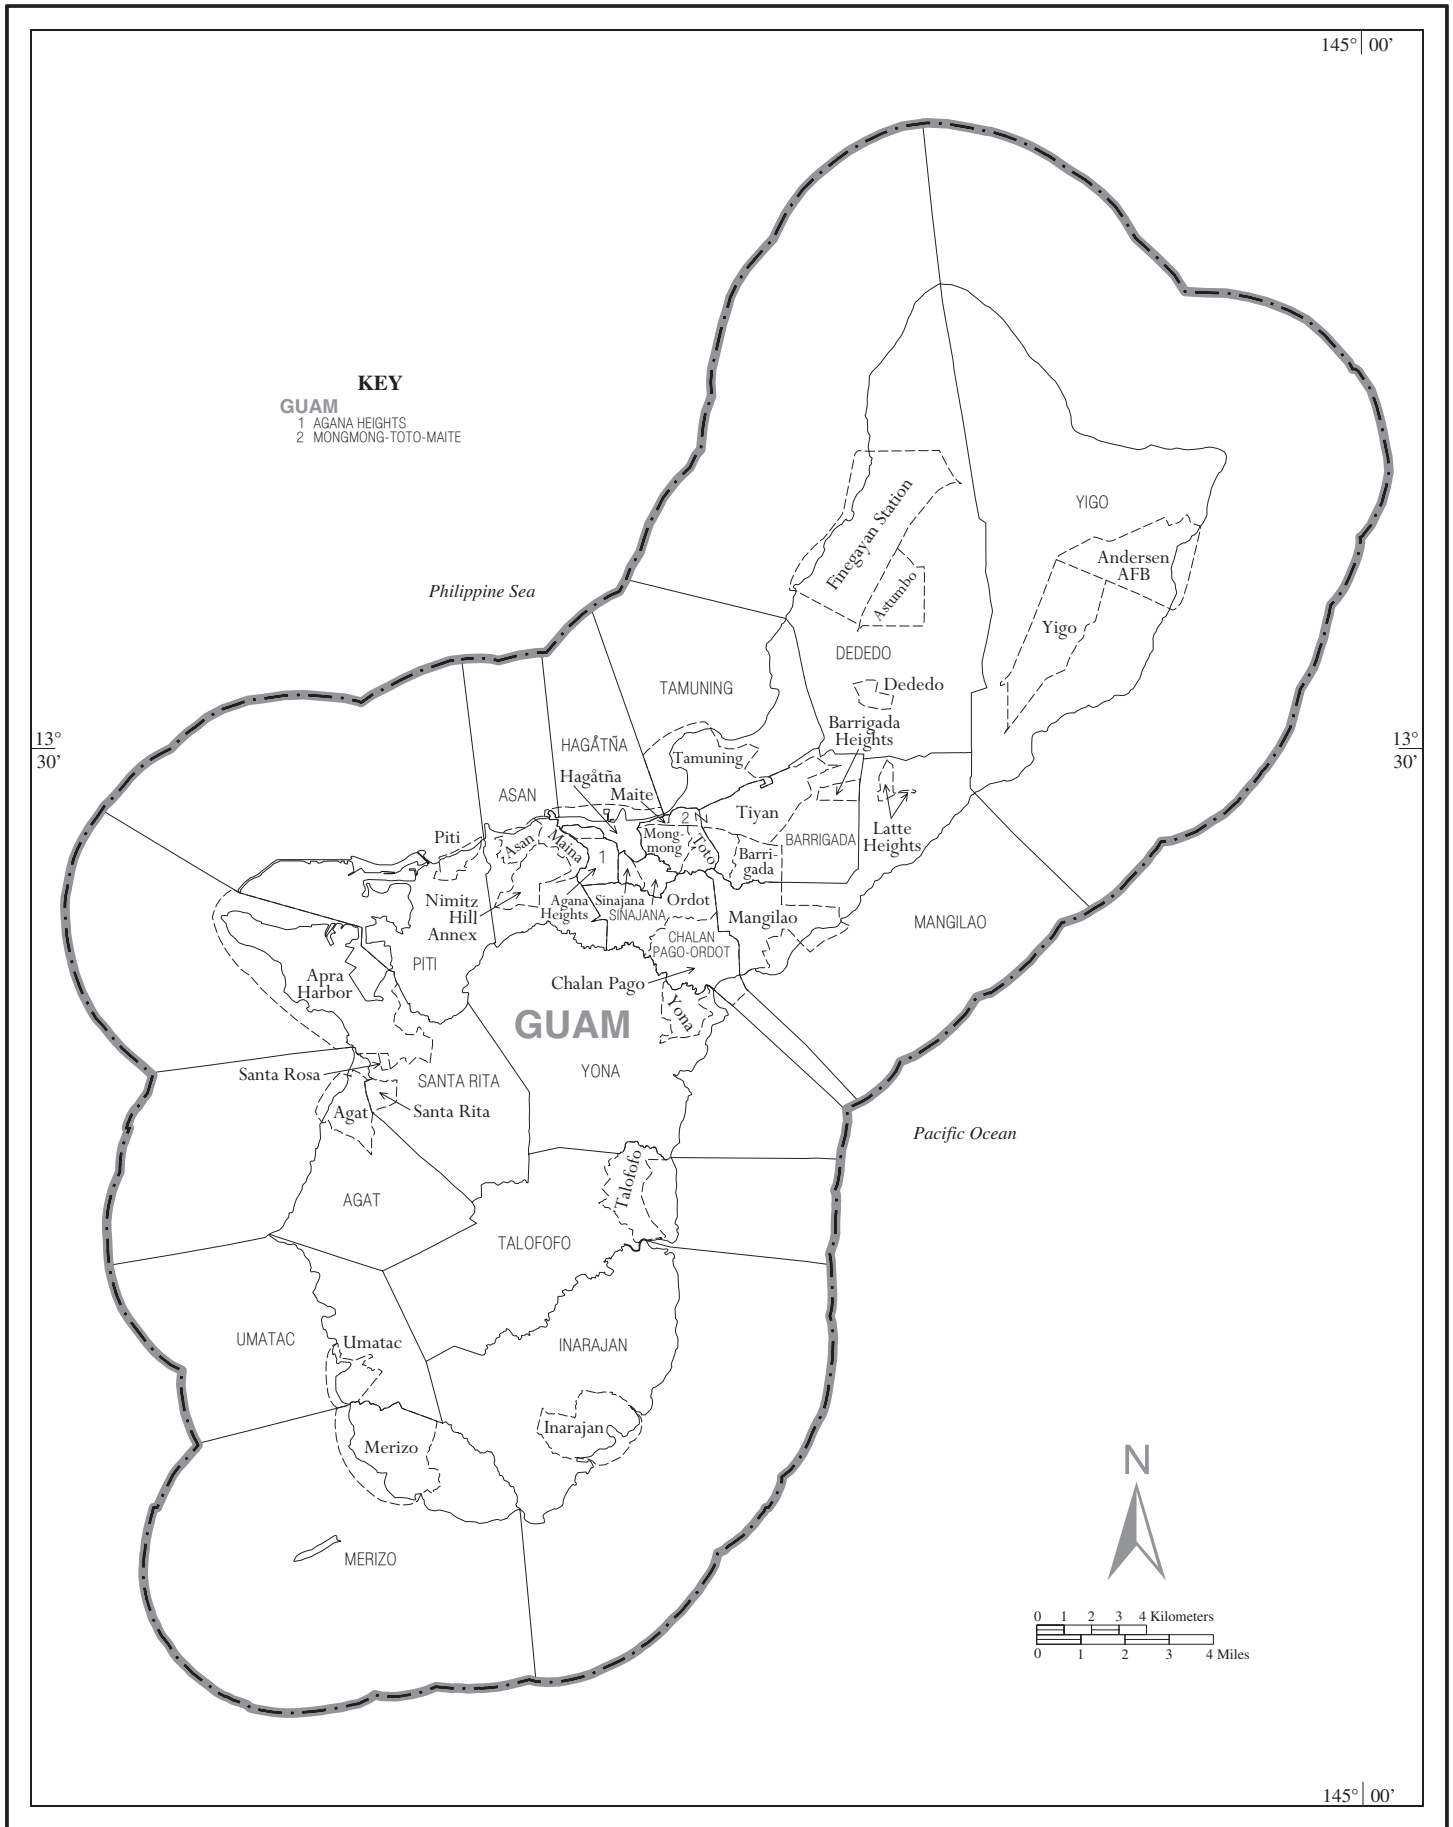 145° 00’
KEY
GUAM
1 AGANA HEIGHTS
2 MONGMONG-TOTO-MAITE
YIGO
Finegayan Station
Andersen
AFB
Astumbo
Philippine Sea
Yigo
DEDEDO
TAMUNING
Dededo
Barrigada
Heights
13°
30’
13°
30’
HAGÅTÑA
Tamuning
Hagåtña
Maite
ASAN
Tiyan
2
Piti
Asan
Maina
Mong-
mong
Toto
BARRIGADA
Latte
Heights
1
Barri-
gada
Nimitz
Hill
Annex
Agana
Heights
Sinajana
SINAJANA
Ordot
Mangilao
MANGILAO
CHALAN
PAGO-ORDOT
PITI
Apra
Harbor
Chalan Pago
Yona
GUAM
YONA
Santa Rosa
SANTA RITA
Agat
Santa Rita
Pacific Ocean
Talofofo
AGAT
TALOFOFO
UMATAC
Umatac
INARAJAN
Inarajan
Merizo
N
MERIZO
0 1 2 3 4 Kilometers
0 1 2 3 4 Miles
145° 00’